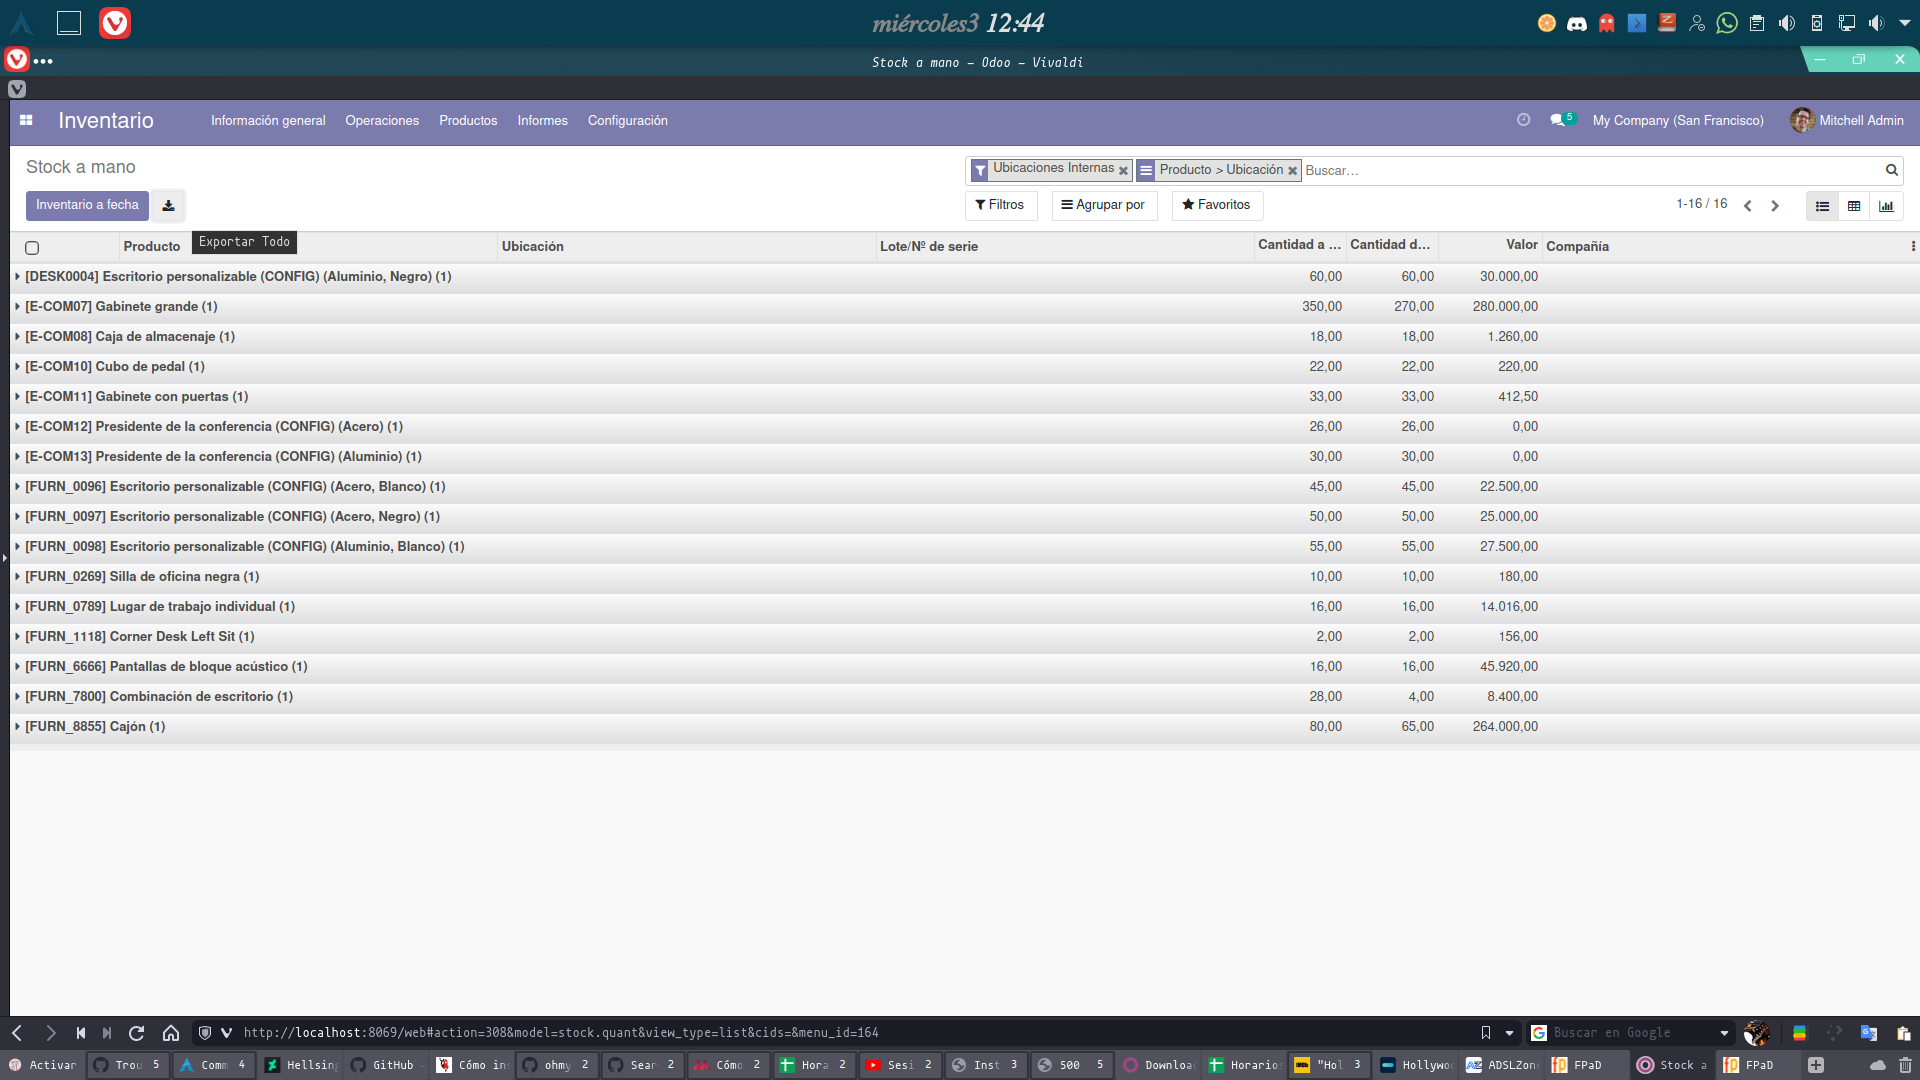 miércoles3 12:44
Stock a mano – Odoo – Vivaldi
Inventario
Información general
Operaciones
Productos
Informes
Configuración
5
My Company (San Francisco)
Mitchell Admin
Stock a mano
Ubicaciones Internas
Producto > Ubicación
Buscar...
Inventario a fecha
Filtros
Agrupar por
Favoritos
1-16 / 16
Exportar Todo
Producto Ubicación Lote/Nº de serie Cantidad a ... Cantidad d... Valor Compañía
[DESK0004] Escritorio personalizable (CONFIG) (Aluminio, Negro) (1) 60,00 60,00 30.000,00
[E-COM07] Gabinete grande (1) 350,00 270,00 280.000,00
[E-COM08] Caja de almacenaje (1) 18,00 18,00 1.260,00
[E-COM10] Cubo de pedal (1) 22,00 22,00 220,00
[E-COM11] Gabinete con puertas (1) 33,00 33,00 412,50
[E-COM12] Presidente de la conferencia (CONFIG) (Acero) (1) 26,00 26,00 0,00
[E-COM13] Presidente de la conferencia (CONFIG) (Aluminio) (1) 30,00 30,00 0,00
[FURN_0096] Escritorio personalizable (CONFIG) (Acero, Blanco) (1) 45,00 45,00 22.500,00
[FURN_0097] Escritorio personalizable (CONFIG) (Acero, Negro) (1) 50,00 50,00 25.000,00
[FURN_0098] Escritorio personalizable (CONFIG) (Aluminio, Blanco) (1) 55,00 55,00 27.500,00
[FURN_0269] Silla de oficina negra (1) 10,00 10,00 180,00
[FURN_0789] Lugar de trabajo individual (1) 16,00 16,00 14.016,00
[FURN_1118] Corner Desk Left Sit (1) 2,00 2,00 156,00
[FURN_6666] Pantallas de bloque acústico (1) 16,00 16,00 45.920,00
[FURN_7800] Combinación de escritorio (1) 28,00 4,00 8.400,00
[FURN_8855] Cajón (1) 80,00 65,00 264.000,00
http://localhost:8069/web#action=308&model=stock.quant&view_type=list&cids=&menu_id=164
Buscar en Google
Activar Trou 5 Comm 4 Hellsing GitHub Cómo in ohmy 2 Sear 2 Cómo 2 Hora 2 Sesi 2 Inst 3 500 5 Downloa Horario "Hol 3 Hollywo ADSLZon FPaD Stock a FPaD